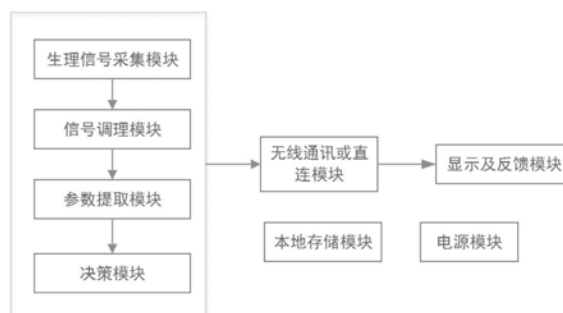 生理信号采集模块
信号调理模块
参数提取模块
决策模块
无线通讯或直
连模块
显示及反馈模块
本地存储模块
电源模块